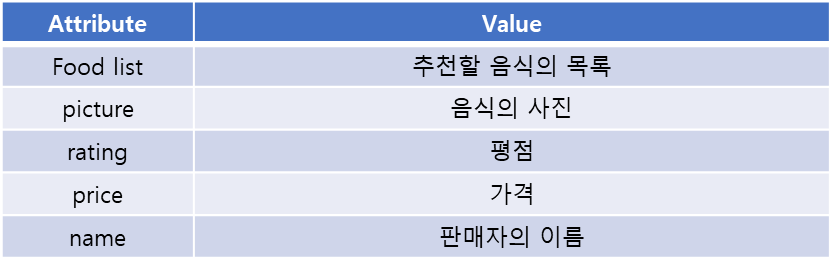 Attribute Value
Food list 추천할 음식의 목록
picture 음식의 사진
rating 평점
price 가격
name 판매자의 이름